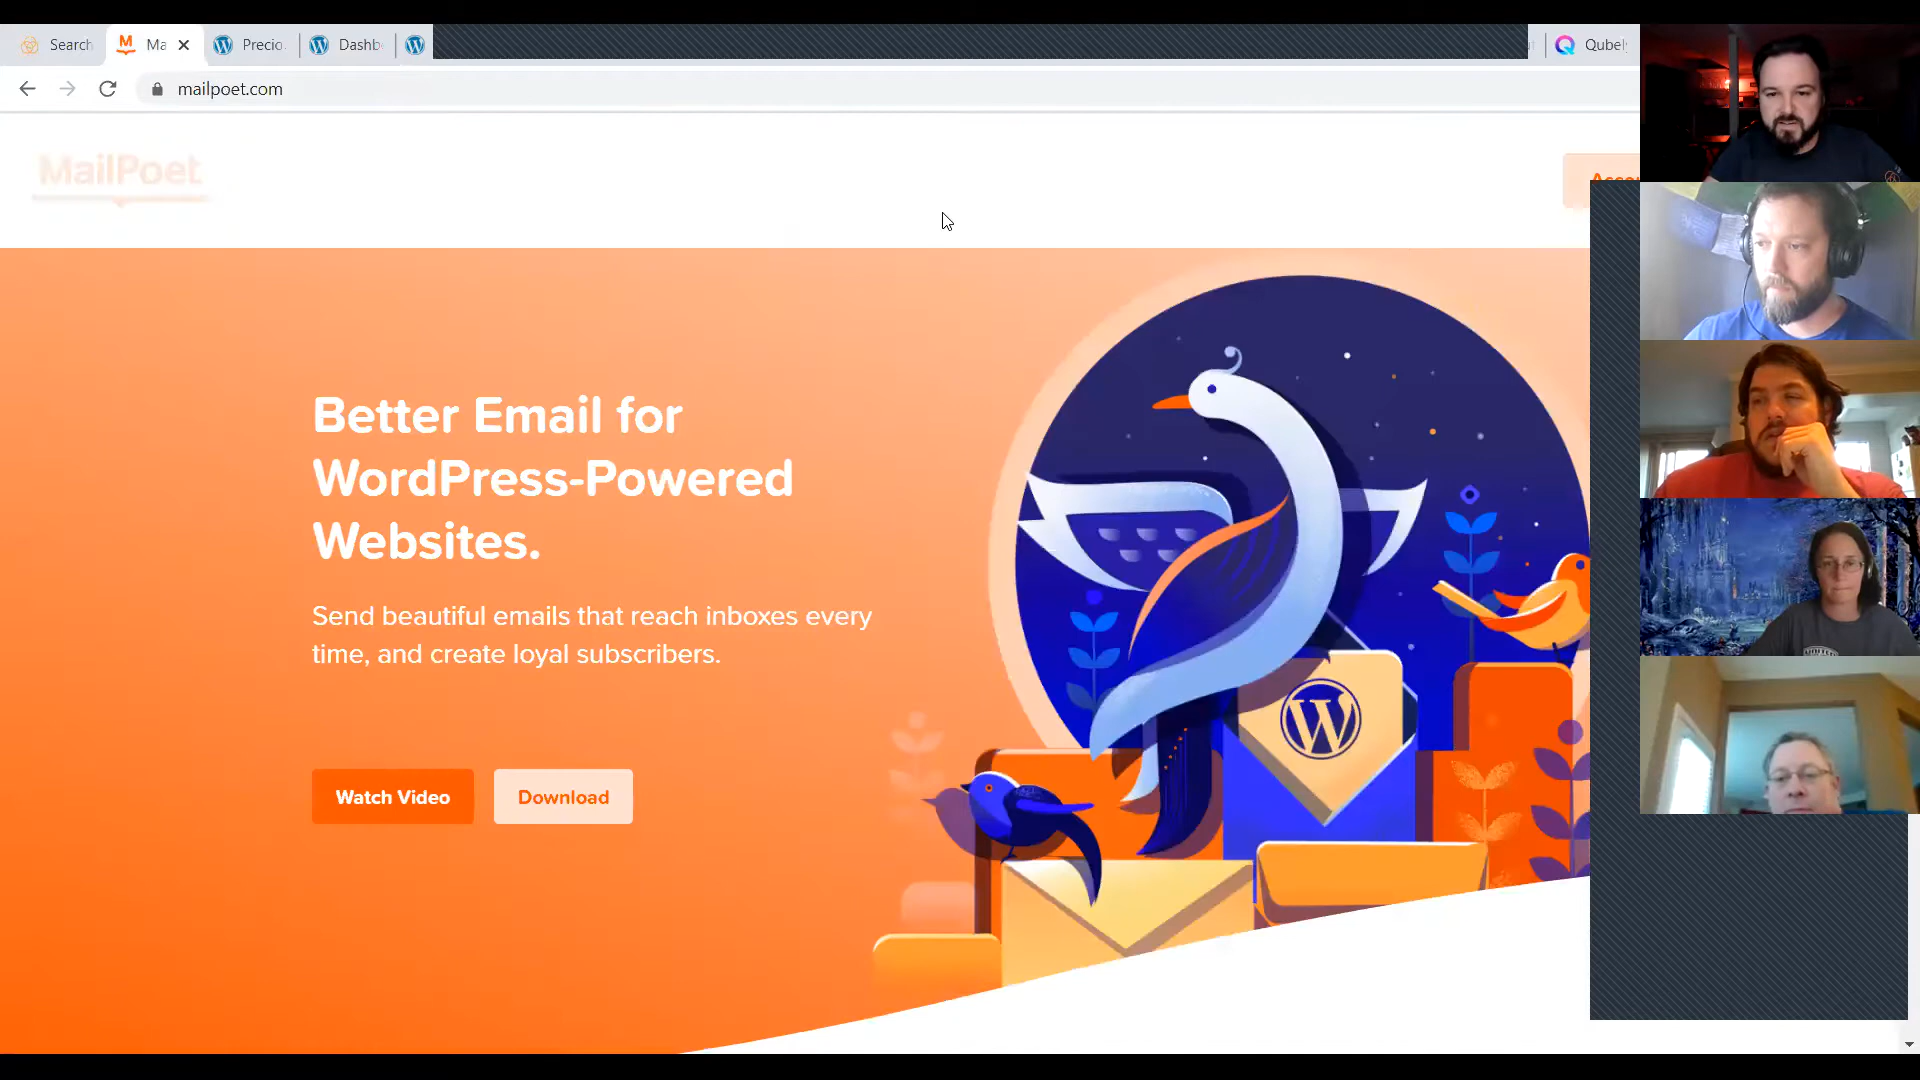 Search
Ma
Precio
Dashb
Qubel
mailpoet.com
MailPoet
Better Email for
WordPress-Powered
Websites.
Send beautiful emails that reach inboxes every
time, and create loyal subscribers.
Watch Video
Download
W